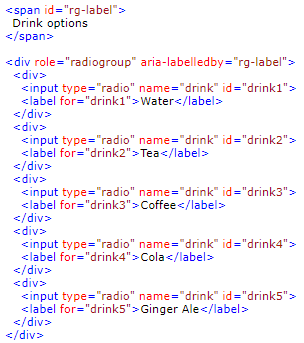 <span id="rg-label">
  Drink options
</span>

<div role="radiogroup" aria-labelledby="rg-label">
  <div>
    <input type="radio" name="drink" id="drink1">
    <label for="drink1">Water</label>
  </div>
  <div>
    <input type="radio" name="drink" id="drink2">
    <label for="drink2">Tea</label>
  </div>
  <div>
    <input type="radio" name="drink" id="drink3">
    <label for="drink3">Coffee</label>
  </div>
  <div>
    <input type="radio" name="drink" id="drink4">
    <label for="drink4">Cola</label>
  </div>
  <div>
    <input type="radio" name="drink" id="drink5">
    <label for="drink5">Ginger Ale</label>
  </div>
</div>